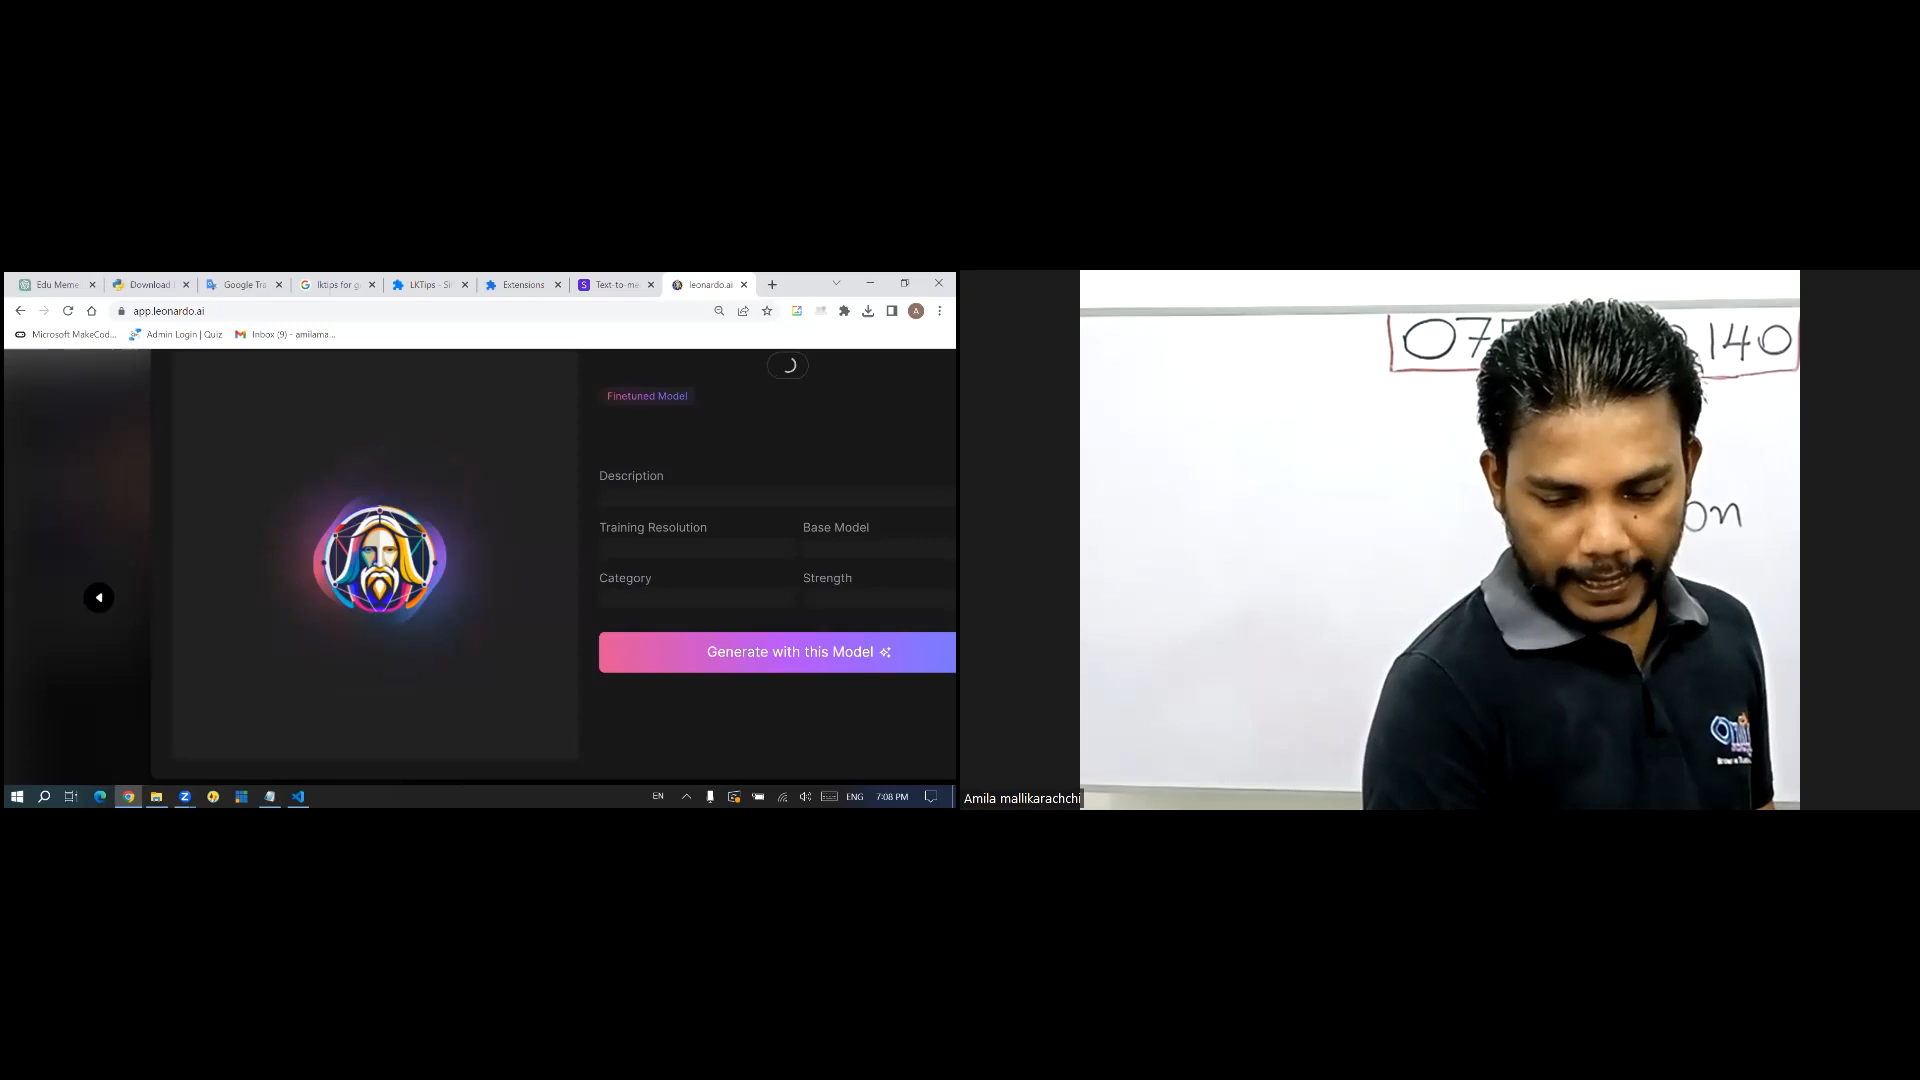 Edu Meme
Download
Google Tra
lktips for g
LKTips - Si
Extensions
Text-to-me
leonardo.ai
app.leonardo.ai
A
Microsoft MakeCod...
Admin Login | Quiz
Inbox (9) - amilama...
Finetuned Model
Description
Training Resolution
Base Model
Category
Strength
Generate with this Model
EN
ENG
7:08 PM
07
140
on
Amila mallikarachchi